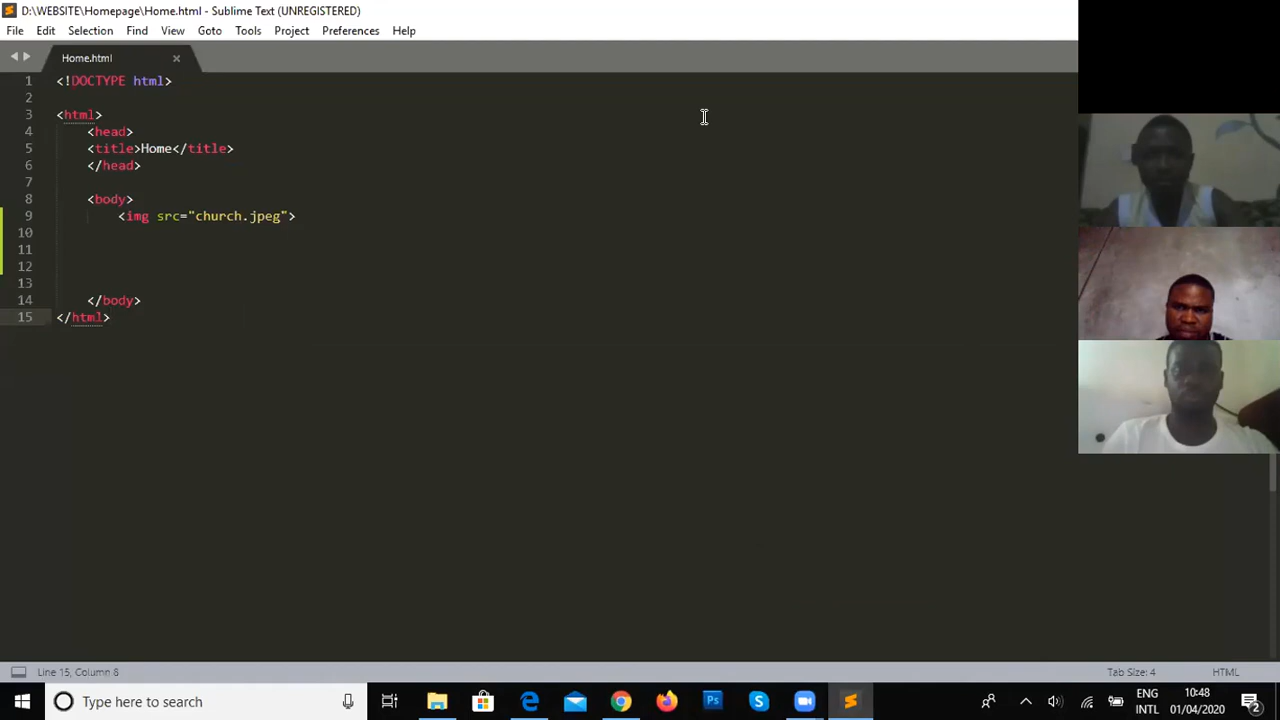 D:\WEBSITE\Homepage\Home.html - Sublime Text (UNREGISTERED)
File Edit Selection Find View Goto Tools Project Preferences Help
Home.html
1 <!DOCTYPE html>
2
3 <html>
4 <head>
5 <title>Home</title>
6 </head>
7
8 <body>
9 <img src="church.jpeg">
10
11
12
13
14 </body>
15 </html>
Line 15, Column 8 Tab Size: 4 HTML
Type here to search
ENG 10:48
INTL 01/04/2020 2